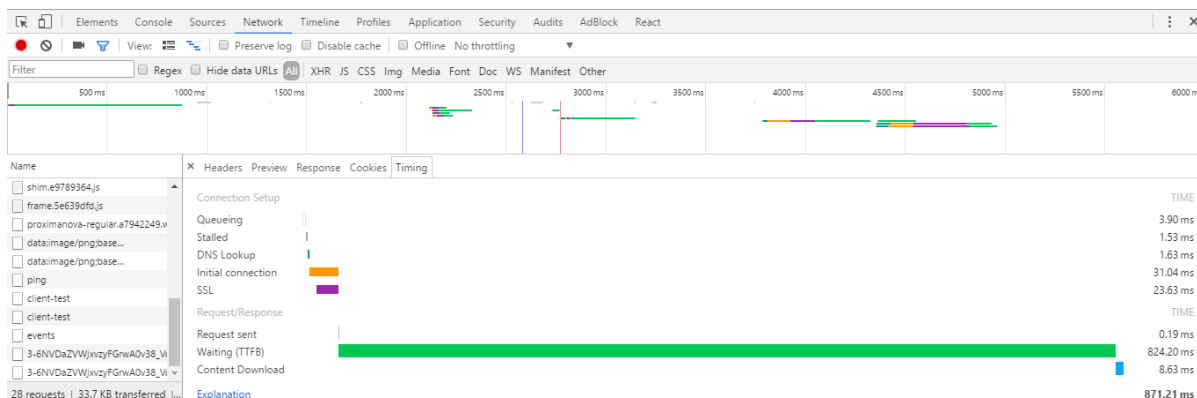 Elements Console Sources Network Timeline Profiles Application Security Audits AdBlock React
View: Preserve log Disable cache Offline No throttling
Filter Regex Hide data URLs All XHR JS CSS Img Media Font Doc WS Manifest Other
500 ms 1000 ms 1500 ms 2000 ms 2500 ms 3000 ms 3500 ms 4000 ms 4500 ms 5000 ms 5500 ms 6000 m
Name
shim.e9789364.js
frame.5e639dfd.js
proximanova-regular.a7942249.w
data:image/png;base...
data:image/png;base...
ping
client-test
client-test
events
3-6NVDaZVWjxvzyFGrwA0v38_V
3-6NVDaZVWjxvzyFGrwA0v38_V
28 requests | 33.7 KB transferred |...
× Headers Preview Response Cookies Timing
Connection Setup TIME
Queueing 3.90 ms
Stalled 1.53 ms
DNS Lookup 1.63 ms
Initial connection 31.04 ms
SSL 23.63 ms
Request/Response TIME
Request sent 0.19 ms
Waiting (TTFB) 824.20 ms
Content Download 8.63 ms
Explanation 871.21 ms